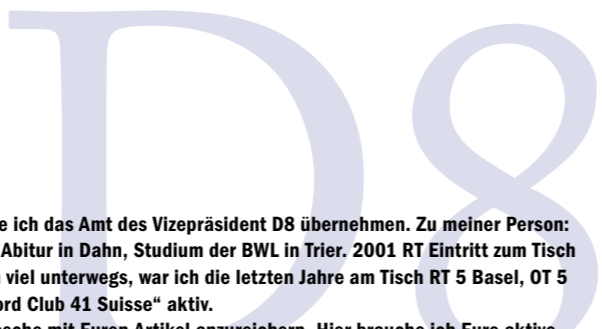 D8
e ich das Amt des Vizepräsident D8 übernehmen. Zu meiner Person:
Abitur in Dahn, Studium der BWL in Trier. 2001 RT Eintritt zum Tisch
viel unterwegs, war ich die letzten Jahre am Tisch RT 5 Basel, OT 5
ord Club 41 Suisse“ aktiv.
esche mit Euren Artikel anzureichern. Hier brauche ich Eure aktive